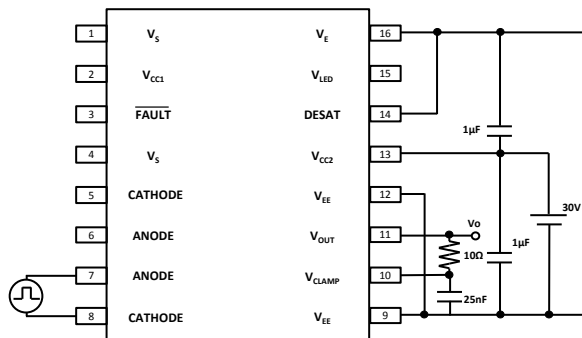 1 V_S V_E 16
2 V_CC1 V_LED 15
3 FAULT DESAT 14
4 V_S V_CC2 13
5 CATHODE V_EE 12
6 ANODE V_OUT 11
7 ANODE V_CLAMP 10
8 CATHODE V_EE 9
1µF
30V
Vo
10Ω
1µF
25nF